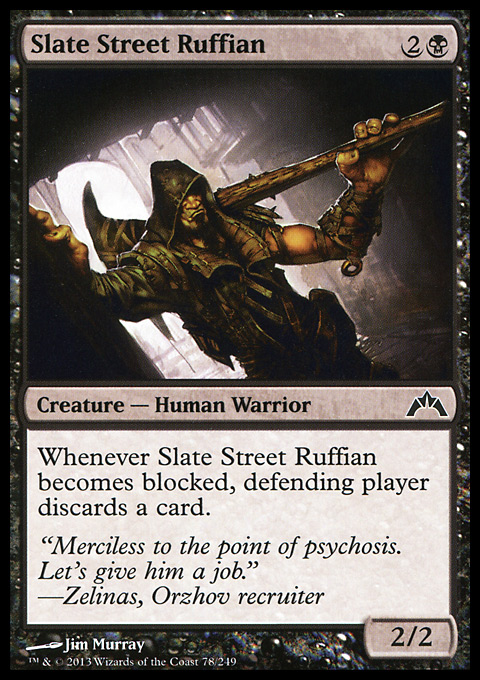 Slate Street Ruffian 2
Creature — Human Warrior
Whenever Slate Street Ruffian
becomes blocked, defending player
discards a card.
“Merciless to the point of psychosis.
Let’s give him a job.”
—Zelinas, Orzhov recruiter
2/2
Jim Murray
™ & © 2013 Wizards of the Coast 78/249